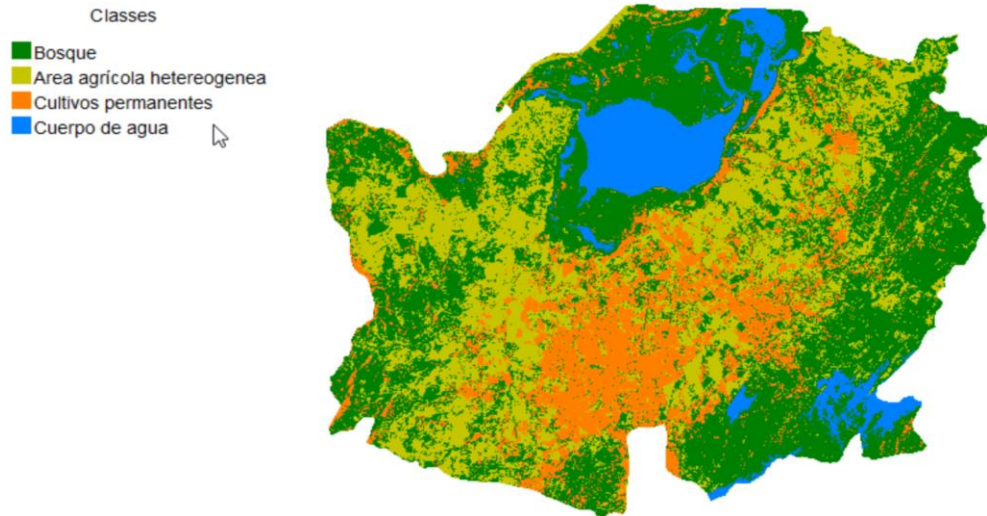 Classes
Bosque
Area agrícola hetereogenea
Cultivos permanentes
Cuerpo de agua